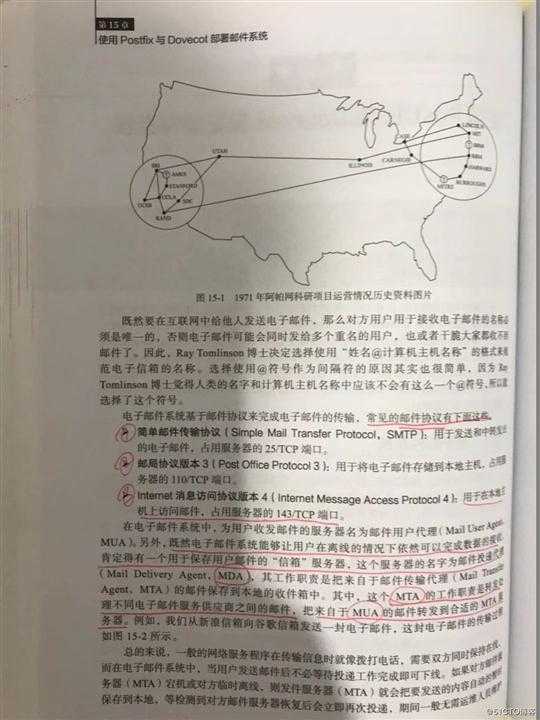 第15章
使用 Postfix 与 Dovecot 部署邮件系统
LINCOLN
CASE
MIT
UTAH
ILLINOIS
CARNEGIE
BBN
HARVARD
BURROUGHS
MITRE
SRI
AMES
STANFORD
UCSB
UCLA
SDC
RAND
图 15-1 1971 年阿帕网科研项目运营情况历史资料图片
既然要在互联网中给他人发送电子邮件，那么对方用户用于接收电子邮件的名称必
须是唯一的，否则电子邮件可能会同时发给多个重名的用户，也或者干脆大家都收不到
邮件了。因此，Ray Tomlinson 博士决定选择使用“姓名@计算机主机名称”的格式来规
范电子信箱的名称。选择使用@符号作为间隔符的原因其实也很简单，因为 Ray
Tomlinson 博士觉得人类的名字和计算机主机名称中应该不会有这么一个@符号，所以就
选择了这个符号。
电子邮件系统基于邮件协议来完成电子邮件的传输，常见的邮件协议有下面这些。
简单邮件传输协议（Simple Mail Transfer Protocol，SMTP）：用于发送和中转发出
的电子邮件，占用服务器的 25/TCP 端口。
邮局协议版本 3（Post Office Protocol 3）：用于将电子邮件存储到本地主机，占用服
务器的 110/TCP 端口。
Internet 消息访问协议版本 4（Internet Message Access Protocol 4）：用于在本地主
机上访问邮件，占用服务器的 143/TCP 端口。
在电子邮件系统中，为用户收发邮件的服务器名为邮件用户代理（Mail User Agent，
MUA）。另外，既然电子邮件系统能够让用户在离线的情况下依然可以完成数据的接收，
肯定得有一个用于保存用户邮件的“信箱”服务器，这个服务器的名字为邮件投递代理
（Mail Delivery Agent，MDA），其工作职责是把来自于邮件传输代理（Mail Transfer
Agent，MTA）的邮件保存到本地的收件箱中。其中，这个 MTA 的工作职责是转发处
理不同电子邮件服务供应商之间的邮件，把来自于 MUA 的邮件转发到合适的 MTA 服
务器。例如，我们从新浪信箱向谷歌信箱发送一封电子邮件，这封电子邮件的传输过程
如图 15-2 所示。
总的来说，一般的网络服务程序在传输信息时就像拨打电话，需要双方同时保持在线，
而在电子邮件系统中，当用户发送邮件后不必等待投递工作完成即可下线。如果对方邮件服
务器（MTA）宕机或对方临时离线，则发件服务器（MTA）就会把要发送的内容自动的暂时
保存到本地，等检测到对方邮件服务器恢复后会立即再次投递，期间一般无需运维人员维护
@51CTO博客